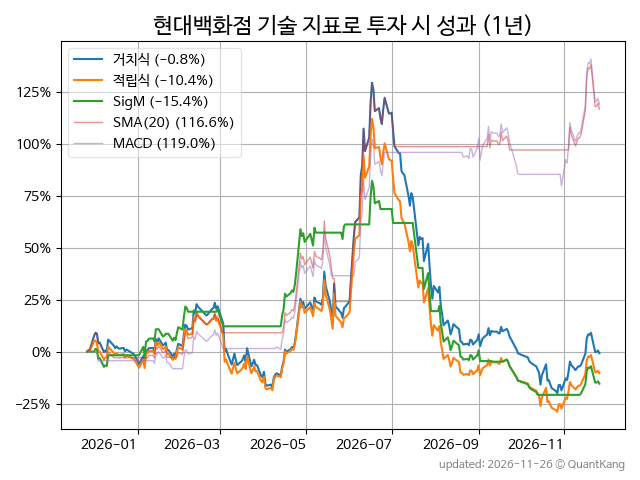 현대백화점 기술 지표로 투자 시 성과 (1년)
거치식 (−0.8%)
적립식 (−10.4%)
SigM (−15.4%)
SMA(20) (116.6%)
MACD (119.0%)
125%
100%
75%
50%
25%
0%
−25%
2026-01 2026-03 2026-05 2026-07 2026-09 2026-11
updated: 2026-11-26 © QuantKang